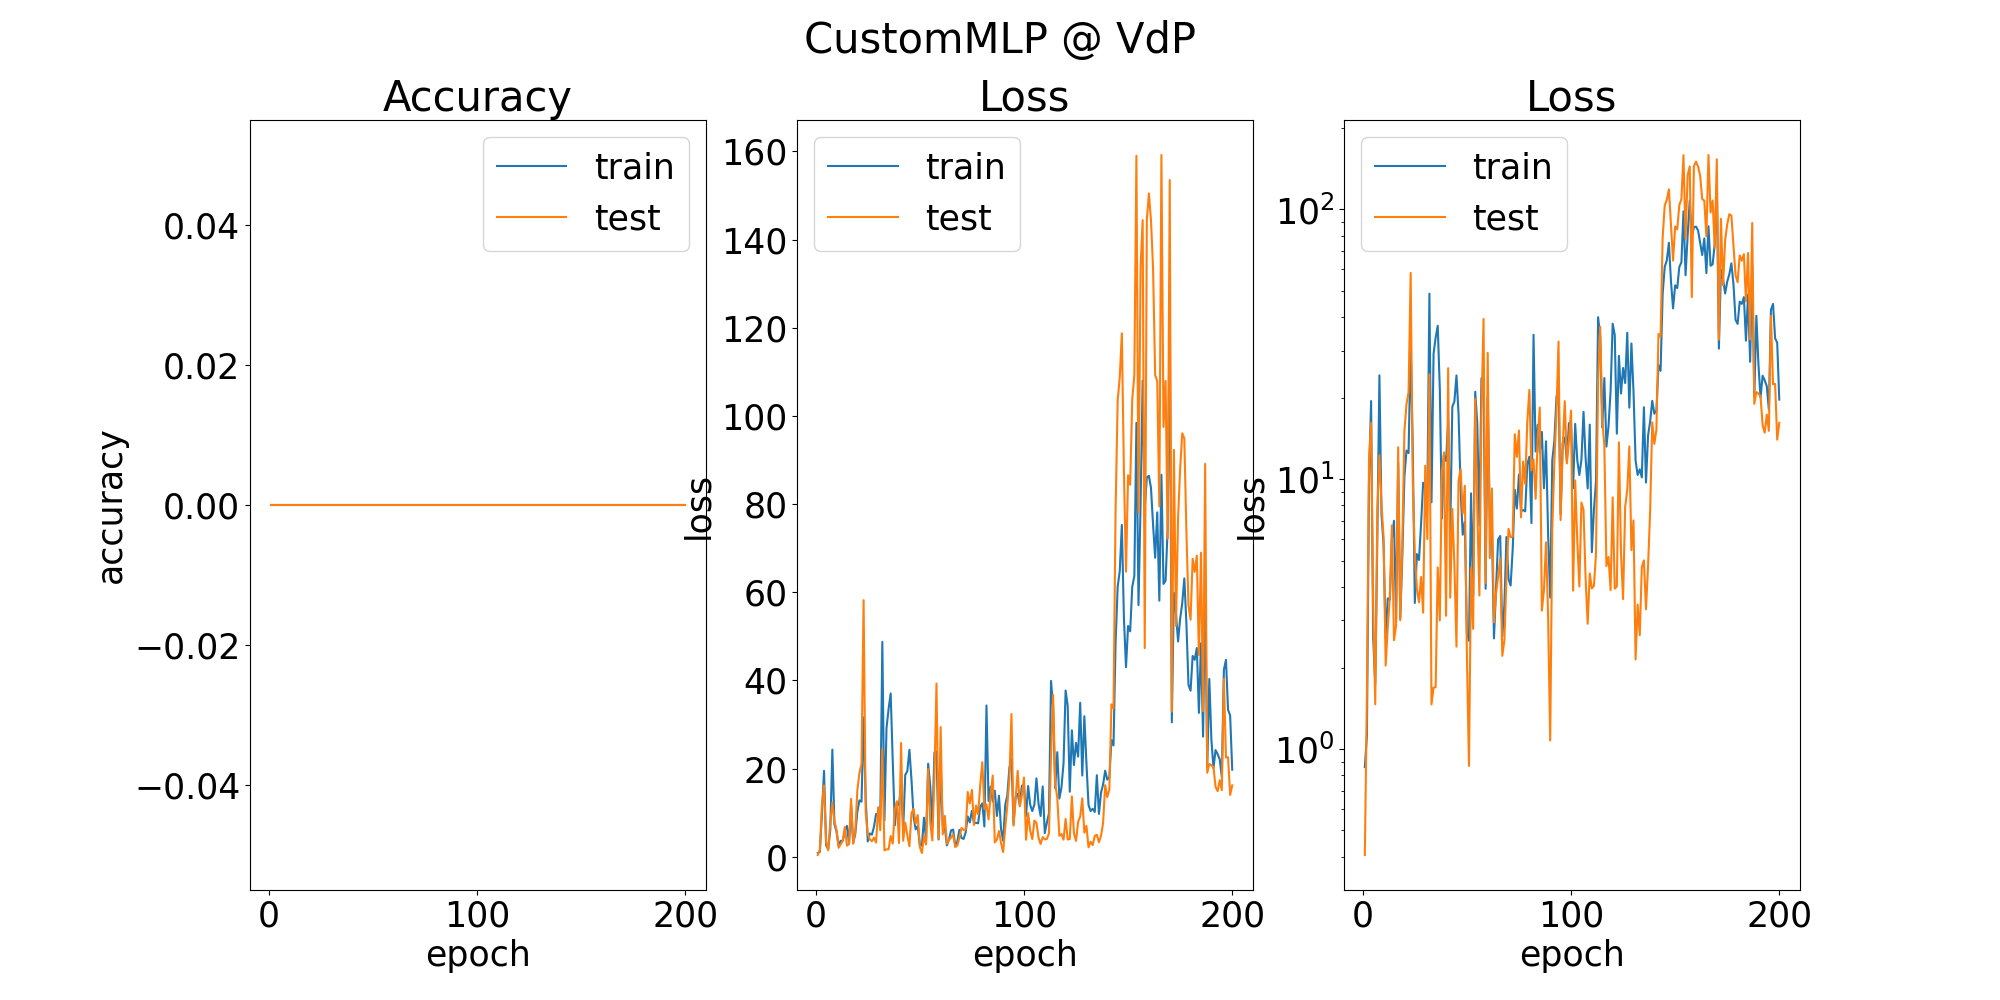 CustomMLP @ VdP
Accuracy
accuracy
0.04
0.02
0.00
−0.02
−0.04
train
test
0
100
200
epoch
Loss
loss
160
140
120
100
80
60
40
20
0
train
test
0
100
200
epoch
Loss
loss
10²
10¹
10⁰
train
test
0
100
200
epoch